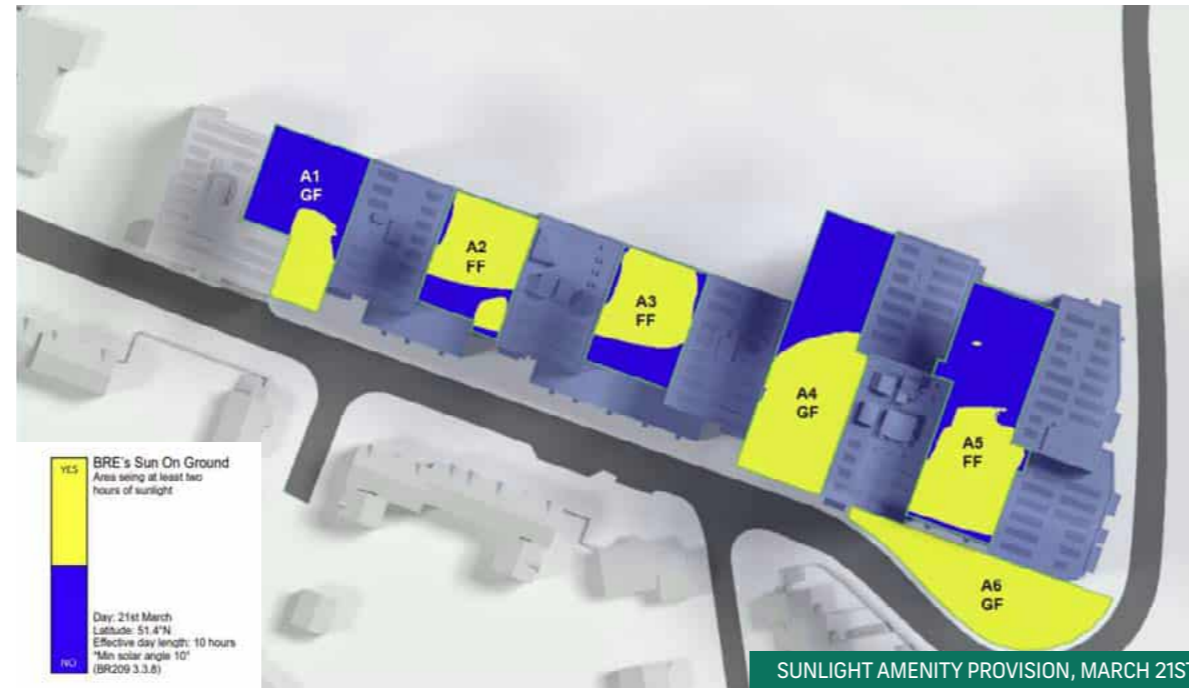 A1
GF
A2
FF
A3
FF
A4
GF
A5
FF
A6
GF
YES
BRE's Sun On Ground
Area seing at least two
hours of sunlight
Day: 21st March
Latitude: 51.4°N
Effective day length: 10 hours
"Min solar angle 10°
(BR209 3.3.8)
NO
SUNLIGHT AMENITY PROVISION, MARCH 21ST